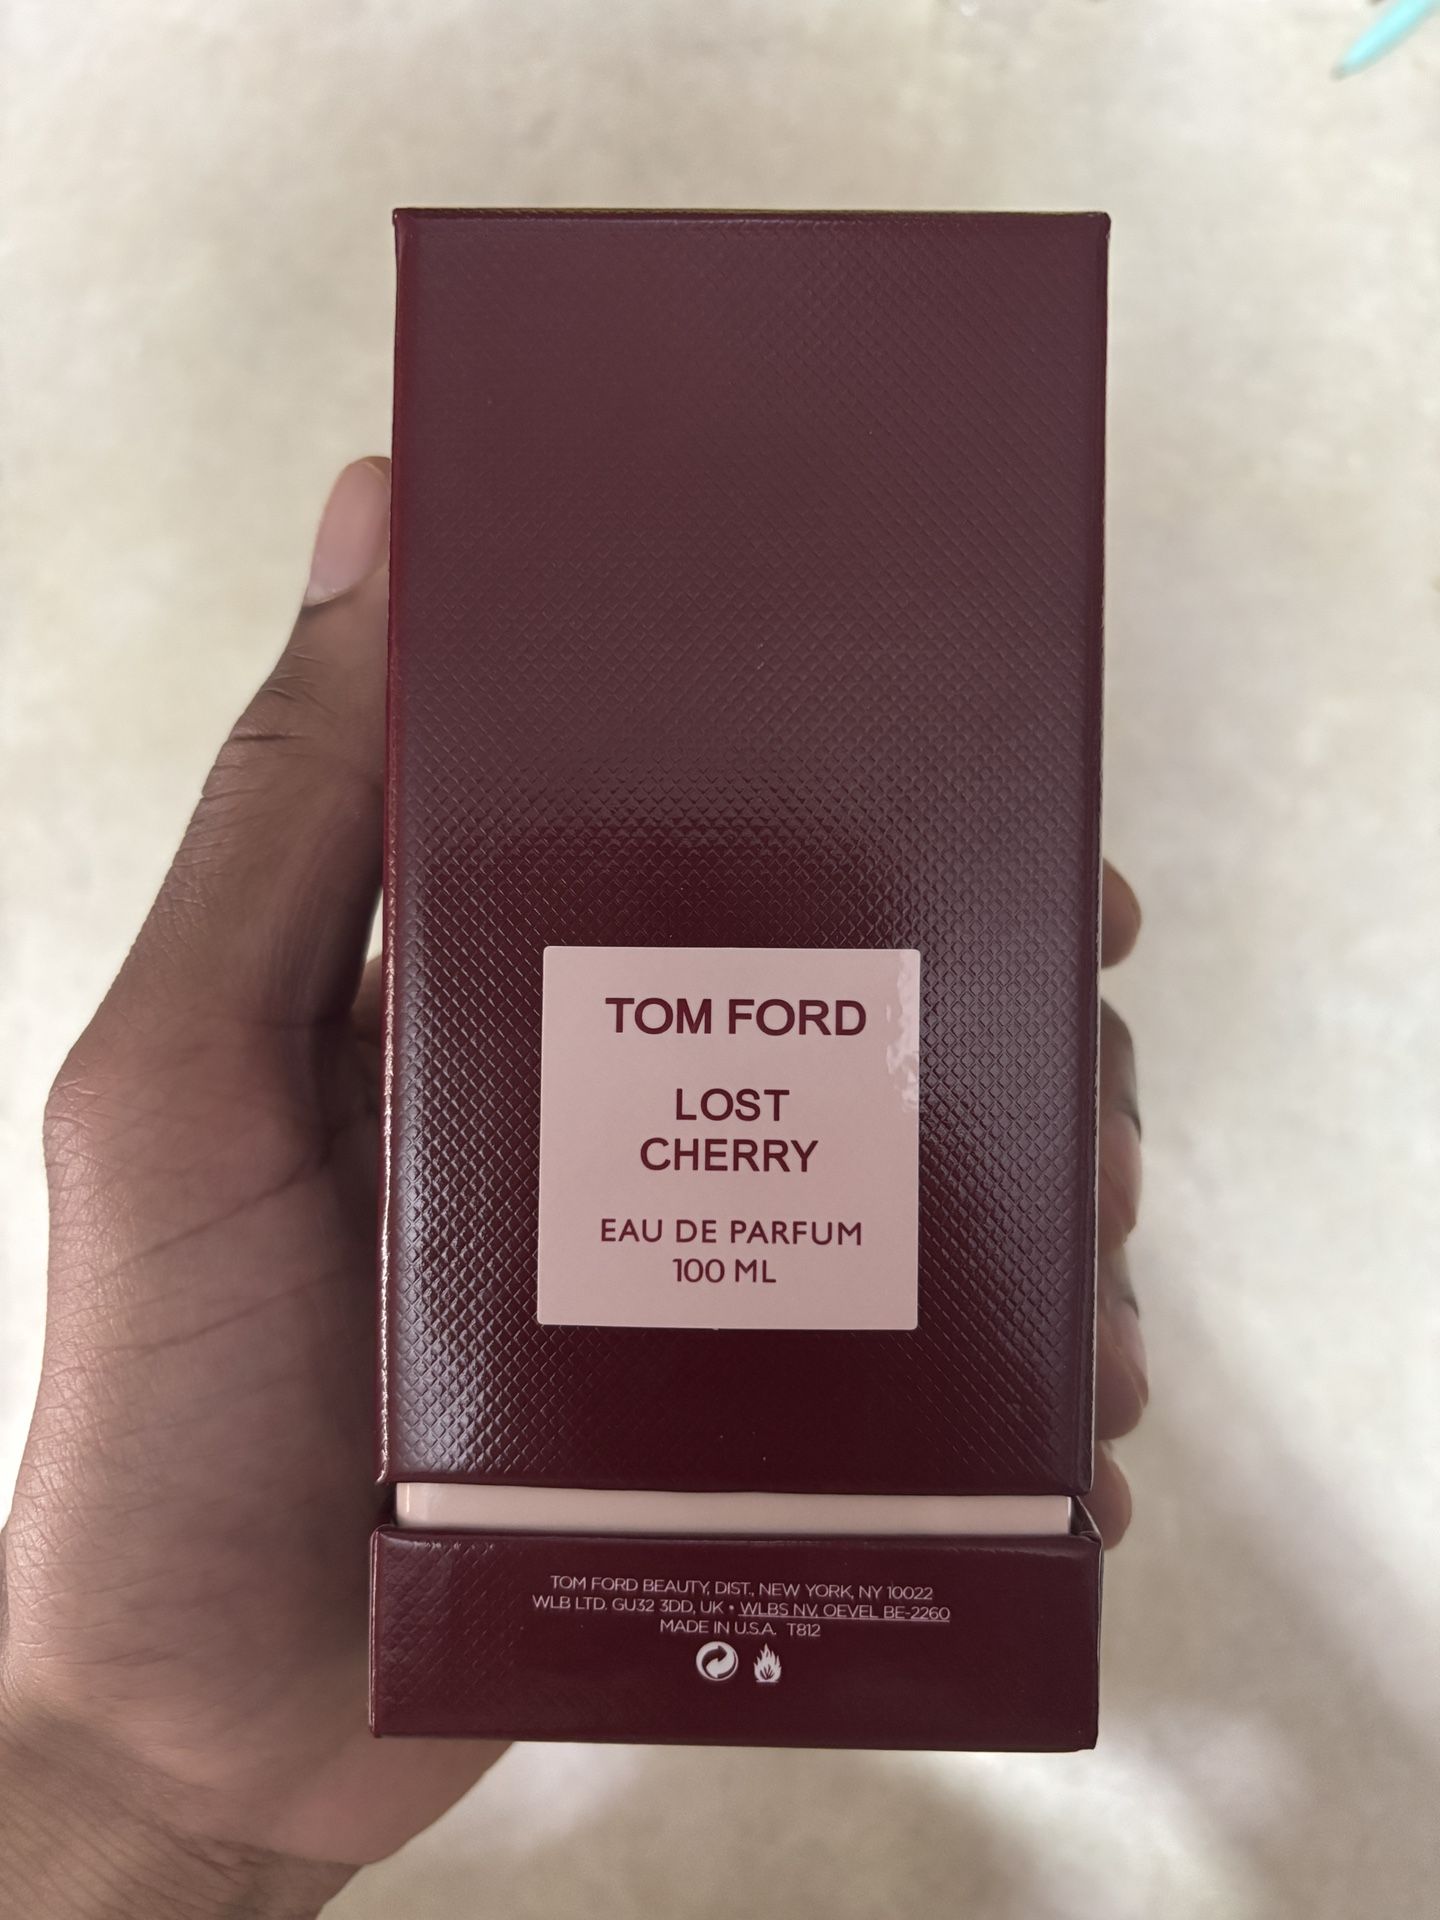 TOM FORD
LOST
CHERRY
EAU DE PARFUM
100 ML
TOM FORD BEAUTY, DIST., NEW YORK, NY 10022
WLB LTD. GU32 3DD, UK • WLBS NV, OEVEL BE-2260
MADE IN U.S.A. T812